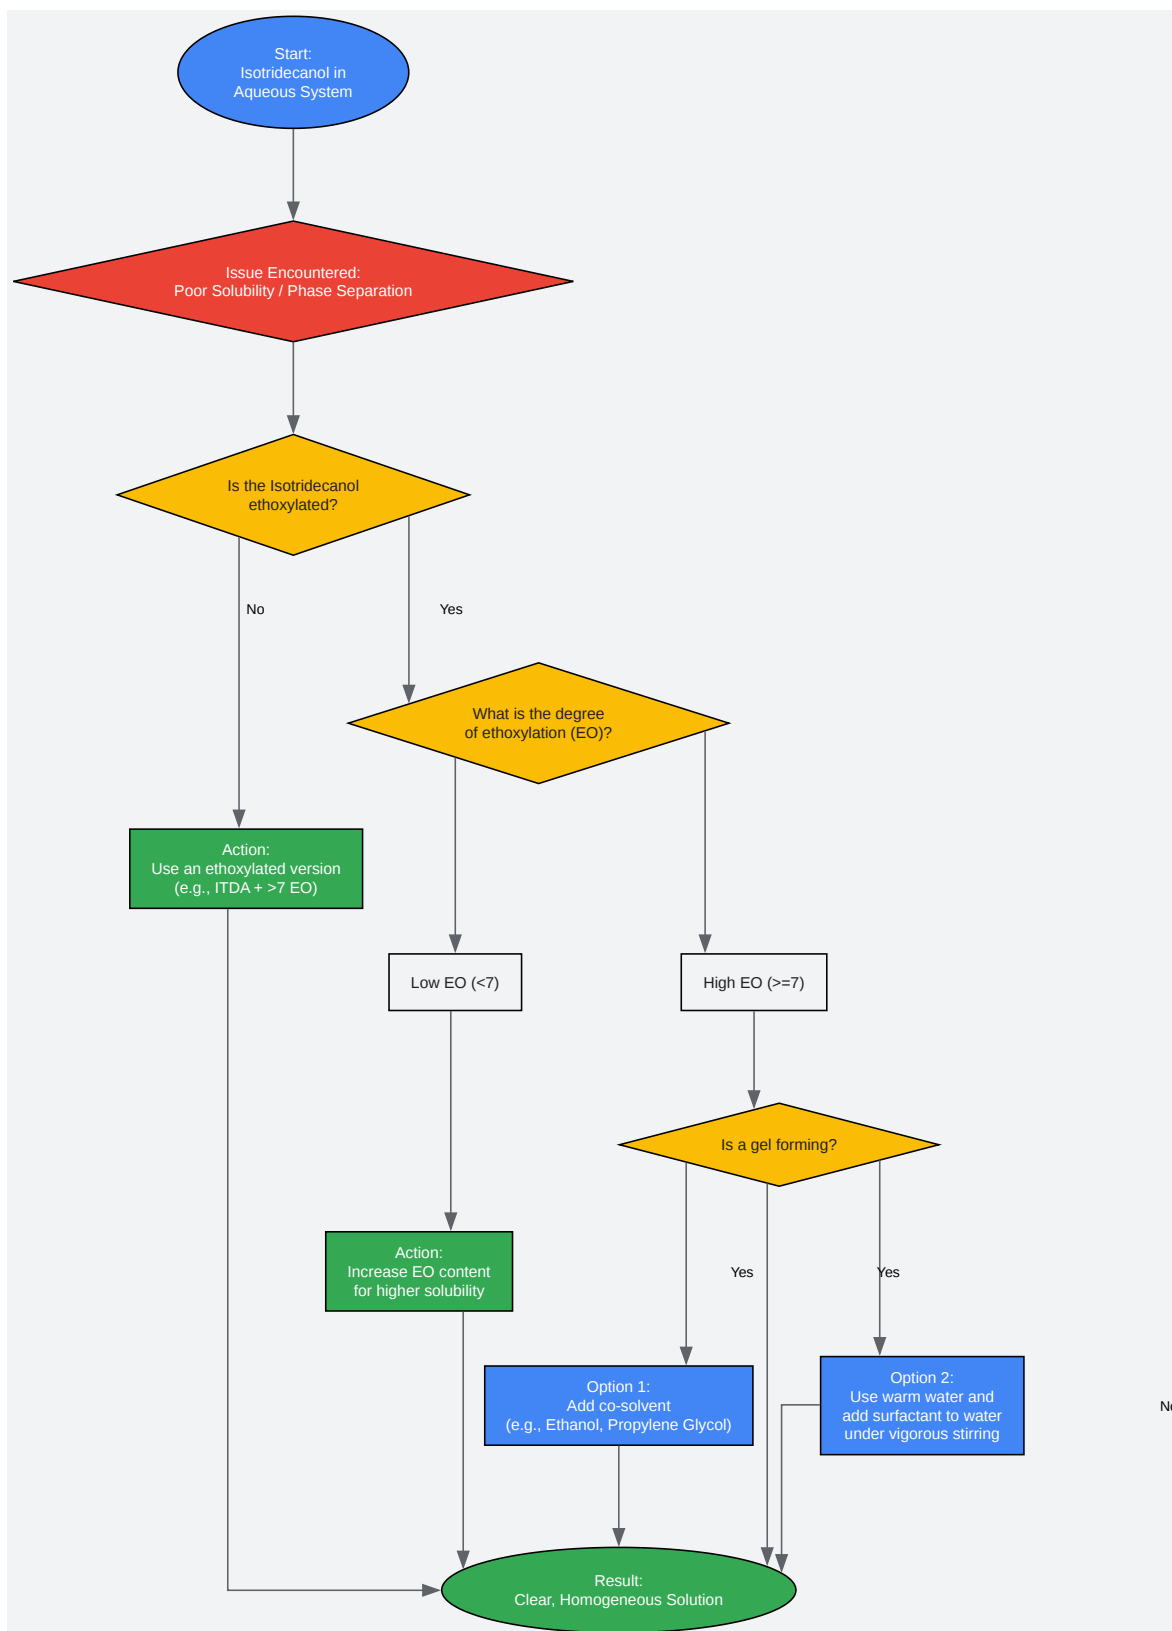 Start:
Isotridecanol in
Aqueous System
Issue Encountered:
Poor Solubility / Phase Separation
Is the Isotridecanol
ethoxylated?
No
Yes
What is the degree
of ethoxylation (EO)?
Action:
Use an ethoxylated version
(e.g., ITDA + >7 EO)
Low EO (<7)
High EO (>=7)
Is a gel forming?
Action:
Increase EO content
for higher solubility
Yes
Yes
Option 1:
Add co-solvent
(e.g., Ethanol, Propylene Glycol)
Option 2:
Use warm water and
add surfactant to water
under vigorous stirring
No
Result:
Clear, Homogeneous Solution